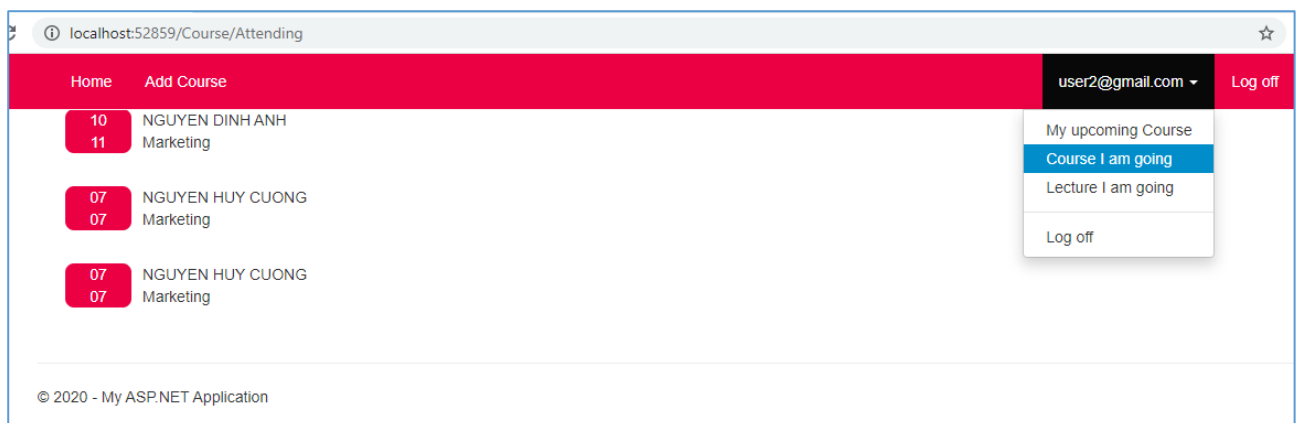 localhost:52859/Course/Attending
Home Add Course user2@gmail.com Log off
10 NGUYEN DINH ANH
11 Marketing
07 NGUYEN HUY CUONG
07 Marketing
07 NGUYEN HUY CUONG
07 Marketing
My upcoming Course
Course I am going
Lecture I am going
Log off
© 2020 - My ASP.NET Application